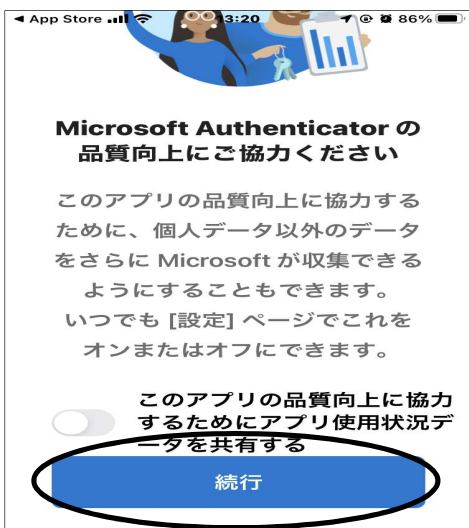 ◀ App Store 13:20 86%
Microsoft Authenticator の
品質向上にご協力ください
このアプリの品質向上に協力する
ために、個人データ以外のデータ
をさらに Microsoft が収集できる
ようにすることもできます。
いつでも [設定] ページでこれを
オンまたはオフにできます。
このアプリの品質向上に協力
するためにアプリ使用状況デ
ータを共有する
続行